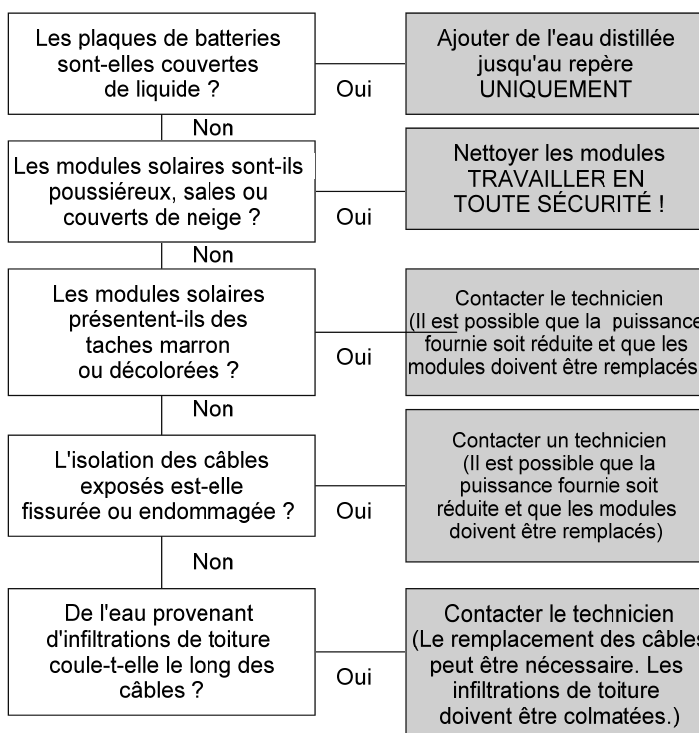 Les plaques de batteries
sont-elles couvertes
de liquide ?
Oui
Ajouter de l'eau distillée
jusqu'au repère
UNIQUEMENT
Non
Les modules solaires sont-ils
poussiéreux, sales ou
couverts de neige ?
Oui
Nettoyer les modules
TRAVAILLER EN
TOUTE SÉCURITÉ !
Non
Les modules solaires
présentent-ils des
taches marron
ou décolorées ?
Oui
Contacter le technicien
(Il est possible que la puissance
fournie soit réduite et que les
modules doivent être remplacés
Non
L'isolation des câbles
exposés est-elle
fissurée ou endommagée ?
Oui
Contacter un technicien
(Il est possible que la
puissance fournie soit
réduite et que les modules
doivent être remplacés)
Non
De l'eau provenant
d'infiltrations de toiture
coule-t-elle le long des
câbles ?
Oui
Contacter le technicien
(Le remplacement des câbles
peut être nécessaire. Les
infiltrations de toiture
doivent être colmatées.)